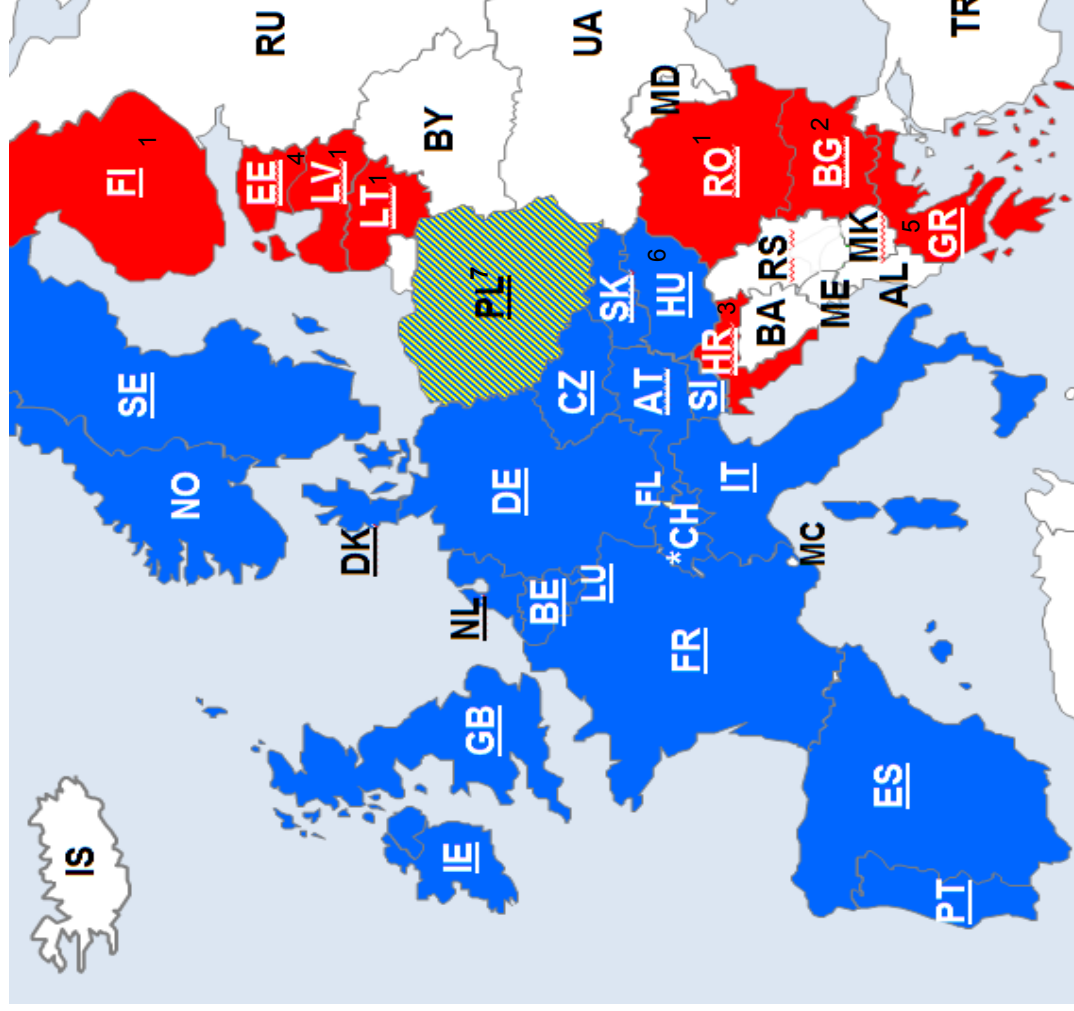 IS
NO
SE
FI 1
RU
EE
4
LV 1
LT 1
BY
DK
NL
GB
IE
DE
PL 7
UA
BE
LU
FR
FL
*CH
CZ
SK
AT
HU 6
SI
HR 3
IT
MC
ES
PT
MD
RO 1
BG 2
RS
BA
ME
MK
AL
GR 5
TR